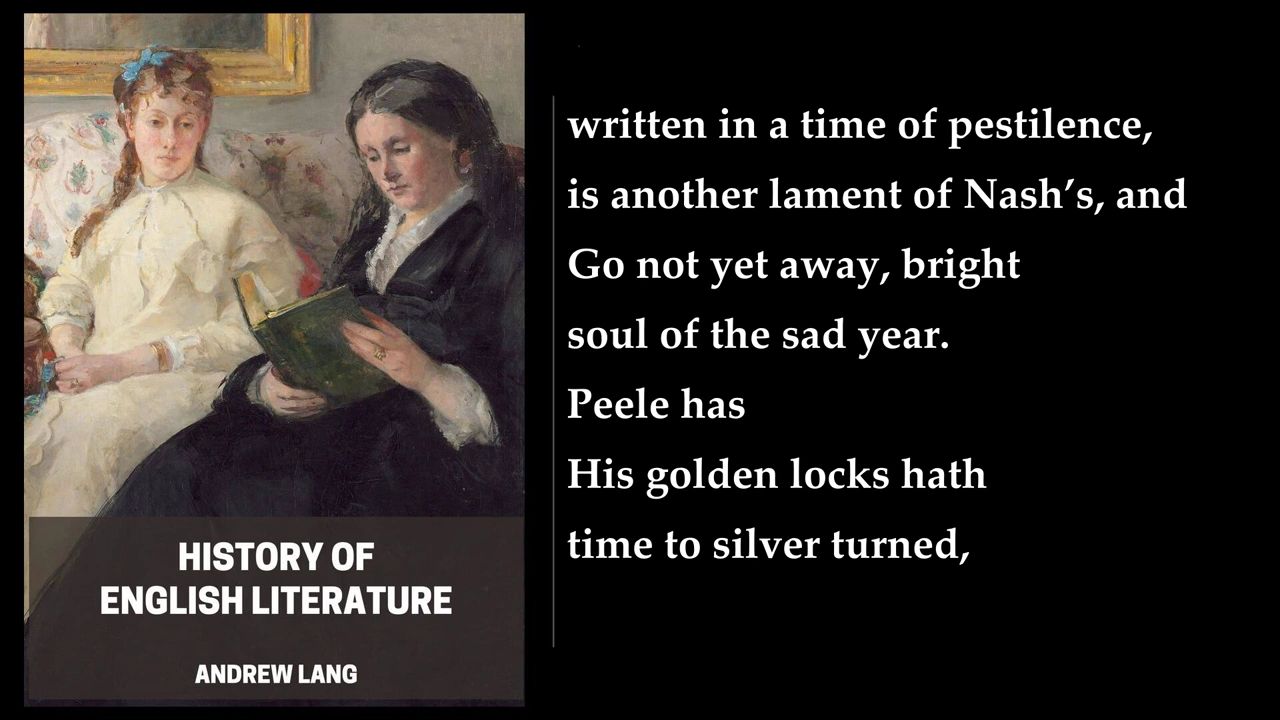 HISTORY OF
ENGLISH LITERATURE
ANDREW LANG
written in a time of pestilence,
is another lament of Nash’s, and
Go not yet away, bright
soul of the sad year.
Peele has
His golden locks hath
time to silver turned,